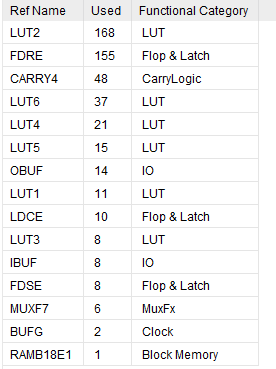 Ref Name Used Functional Category
LUT2 168 LUT
FDRE 155 Flop & Latch
CARRY4 48 CarryLogic
LUT6 37 LUT
LUT4 21 LUT
LUT5 15 LUT
OBUF 14 IO
LUT1 11 LUT
LDCE 10 Flop & Latch
LUT3 8 LUT
IBUF 8 IO
FDSE 8 Flop & Latch
MUXF7 6 MuxFx
BUFG 2 Clock
RAMB18E1 1 Block Memory